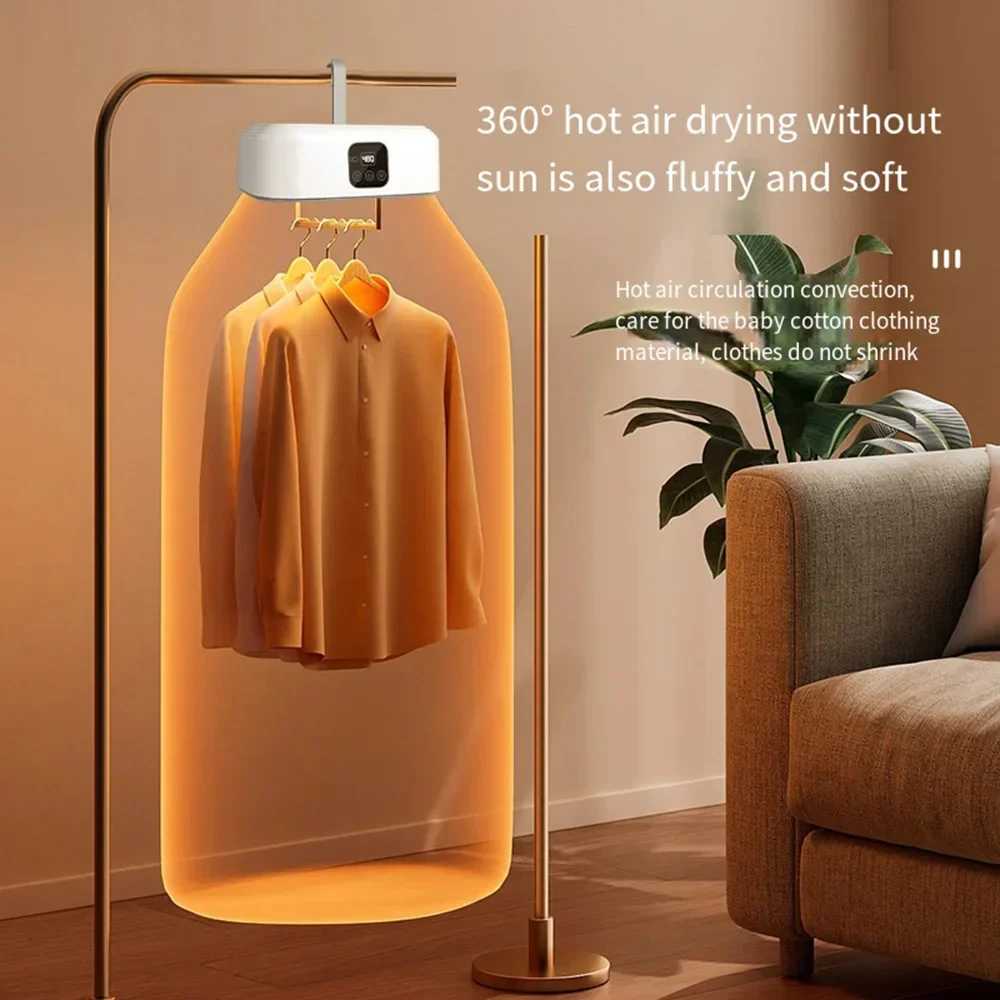 360° hot air drying without
sun is also fluffy and soft
Hot air circulation convection,
care for the baby cotton clothing
material, clothes do not shrink
480